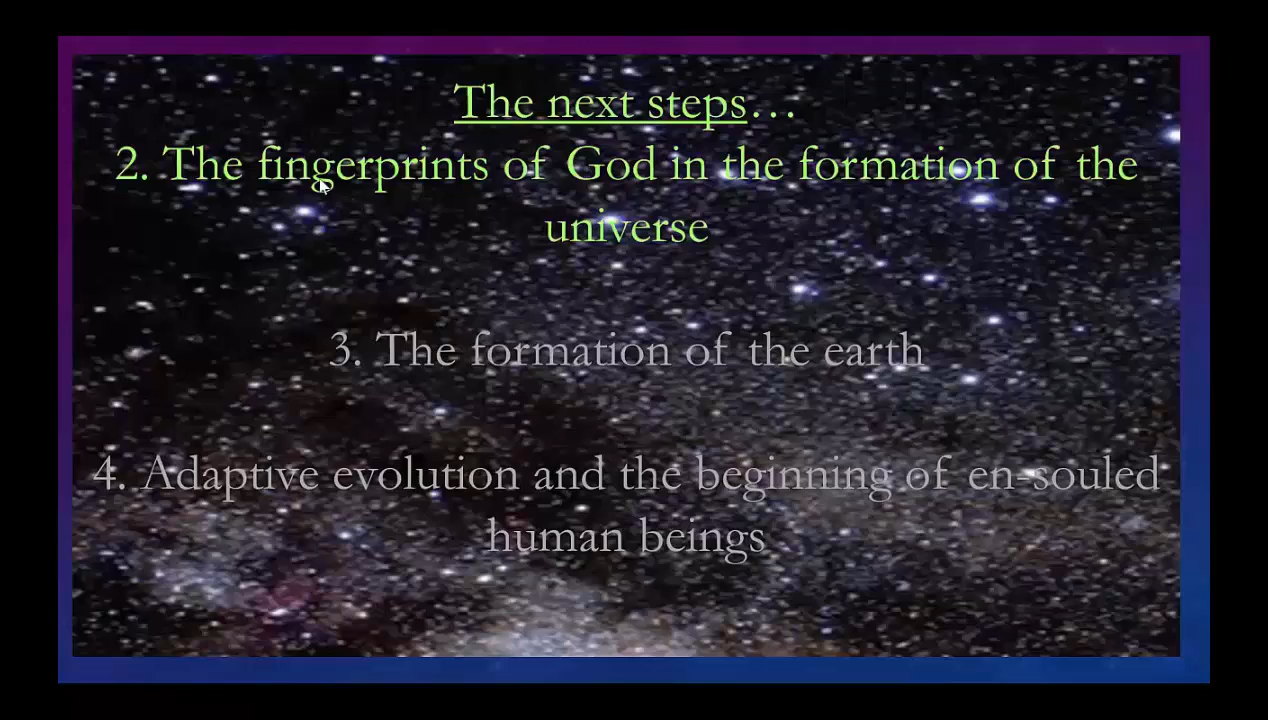 The next steps…
2. The fingerprints of God in the formation of the
universe
3. The formation of the earth
4. Adaptive evolution and the beginning of en-souled
human beings